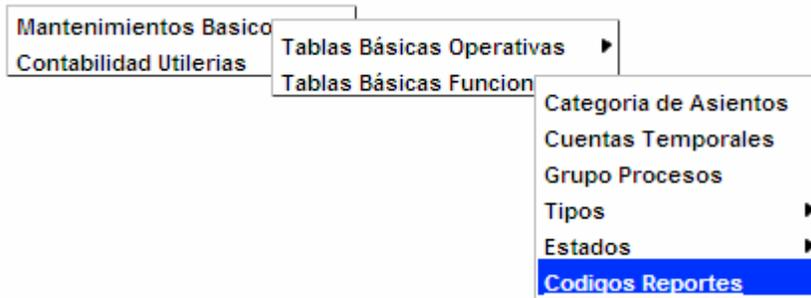 Mantenimientos Basico
Contabilidad Utilerias
Tablas Básicas Operativas
Tablas Básicas Funcion
Categoria de Asientos
Cuentas Temporales
Grupo Procesos
Tipos
Estados
Codigos Reportes